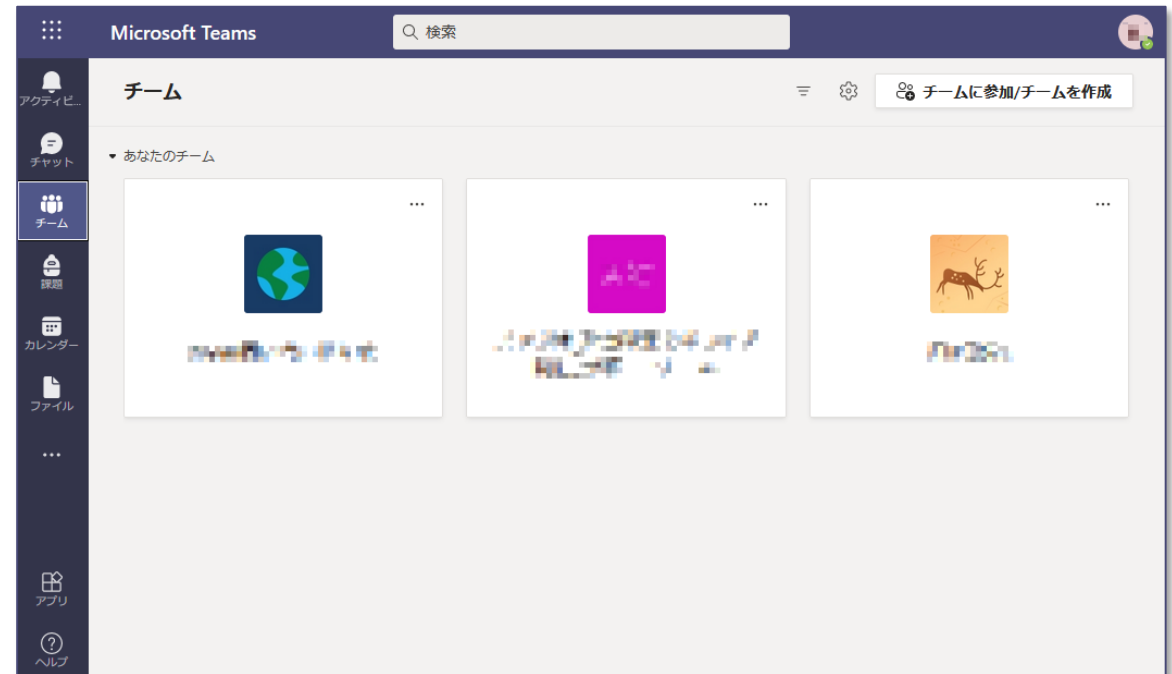 Microsoft Teams
検索
アクティビ...
チャット
チーム
課題
カレンダー
ファイル
アプリ
ヘルプ
チーム
チームに参加/チームを作成
あなたのチーム